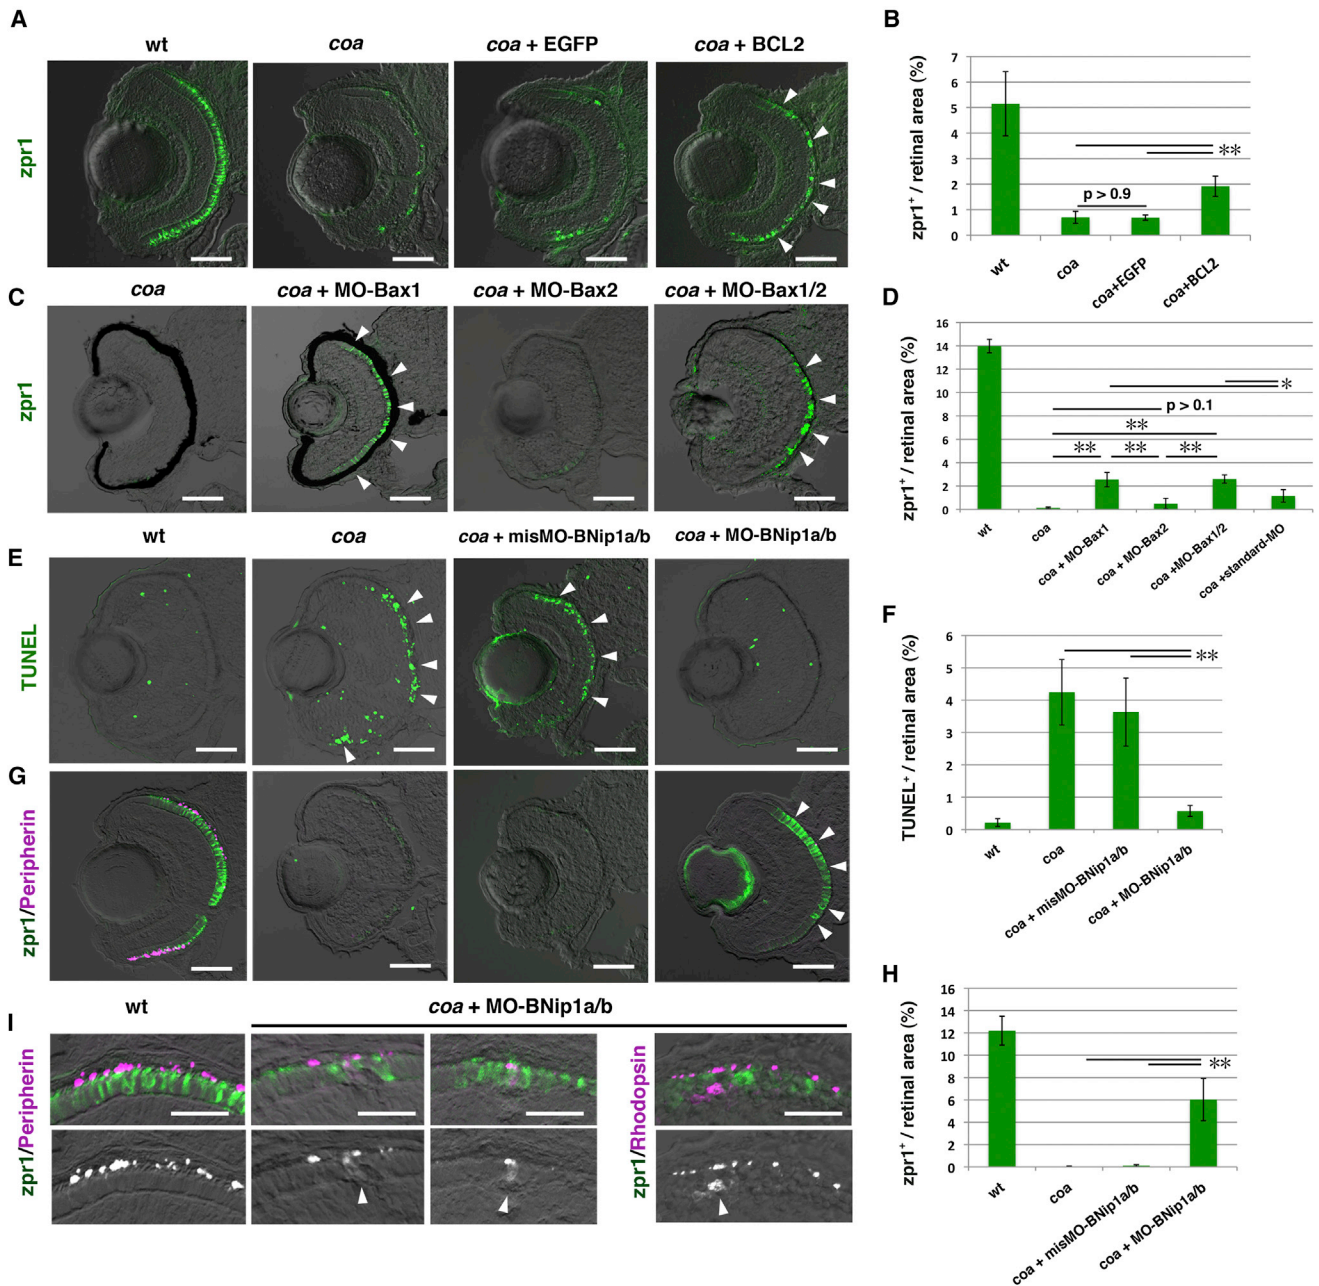 A
wt
coa
coa + EGFP
coa + BCL2
zpr1
B
zpr1+ / retinal area (%)
7
6
5
4
3
2
1
0
**
p > 0.9
wt
coa
coa+EGFP
coa+BCL2
C
coa
coa + MO-Bax1
coa + MO-Bax2
coa + MO-Bax1/2
zpr1
D
zpr1+ / retinal area (%)
16
14
12
10
8
6
4
2
0
*
p > 0.1
**
** ** **
wt
coa
coa + MO-Bax1
coa + MO-Bax2
coa +MO-Bax1/2
coa +standard-MO
E
wt
coa
coa + misMO-BNip1a/b
coa + MO-BNip1a/b
TUNEL
F
TUNEL+ / retinal area (%)
6
5
4
3
2
1
0
**
wt
coa
coa + misMO-BNip1a/b
coa + MO-BNip1a/b
G
zpr1/Peripherin
H
zpr1+ / retinal area (%)
16
14
12
10
8
6
4
2
0
**
wt
coa
coa + misMO-BNip1a/b
coa + MO-BNip1a/b
I
wt
coa + MO-BNip1a/b
zpr1/Peripherin
zpr1/Rhodopsin